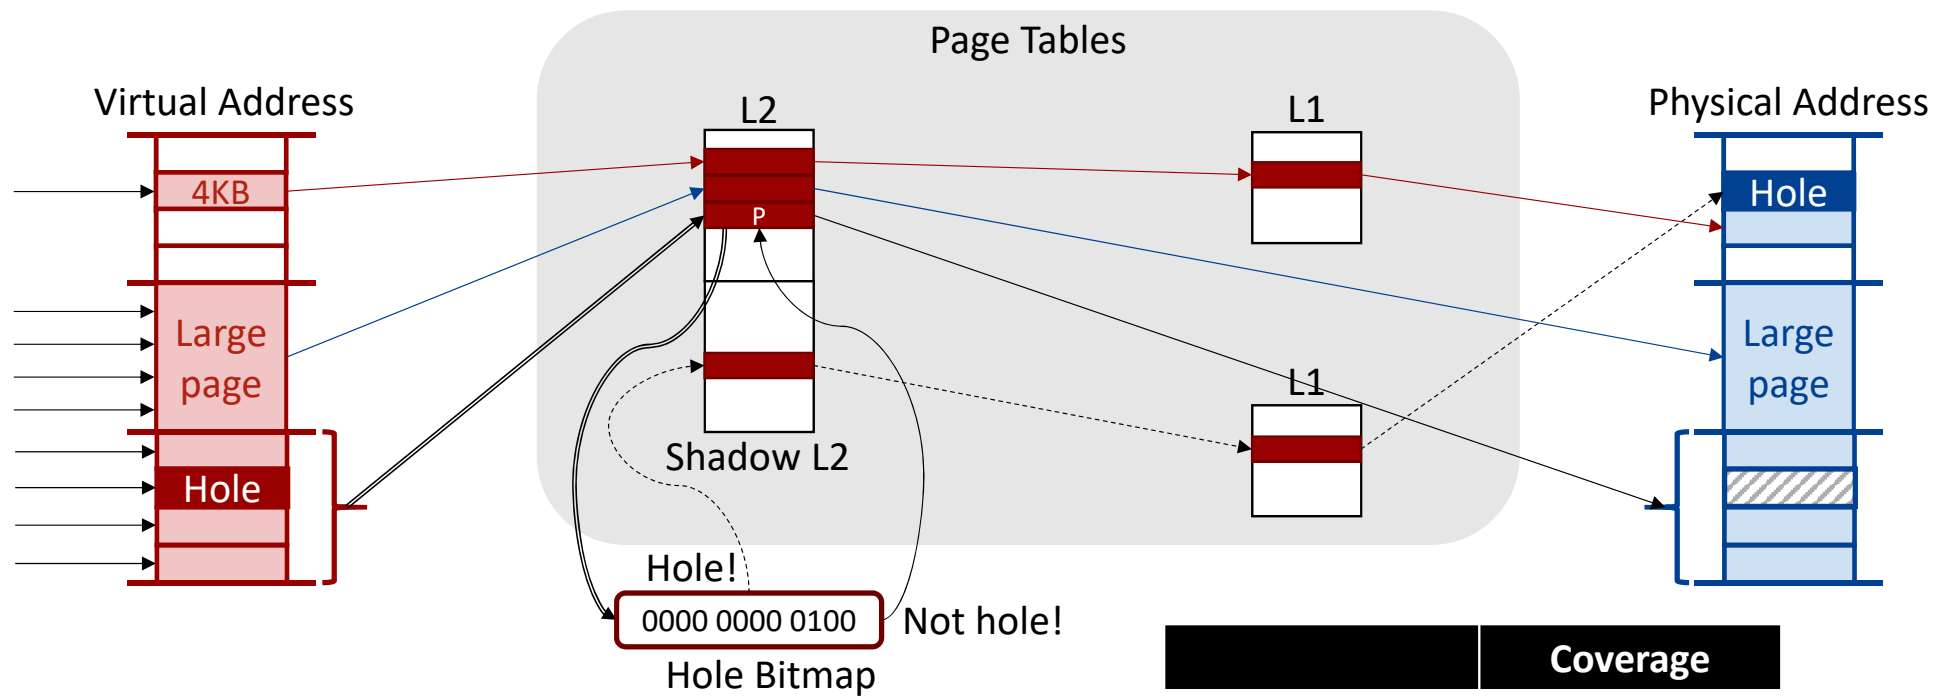 Page Tables
Virtual Address
L2
L1
Physical Address
4KB
Hole
P
Large
page
Large
page
L1
Shadow L2
Hole
Hole!
0000 0000 0100
Not hole!
Hole Bitmap
Coverage